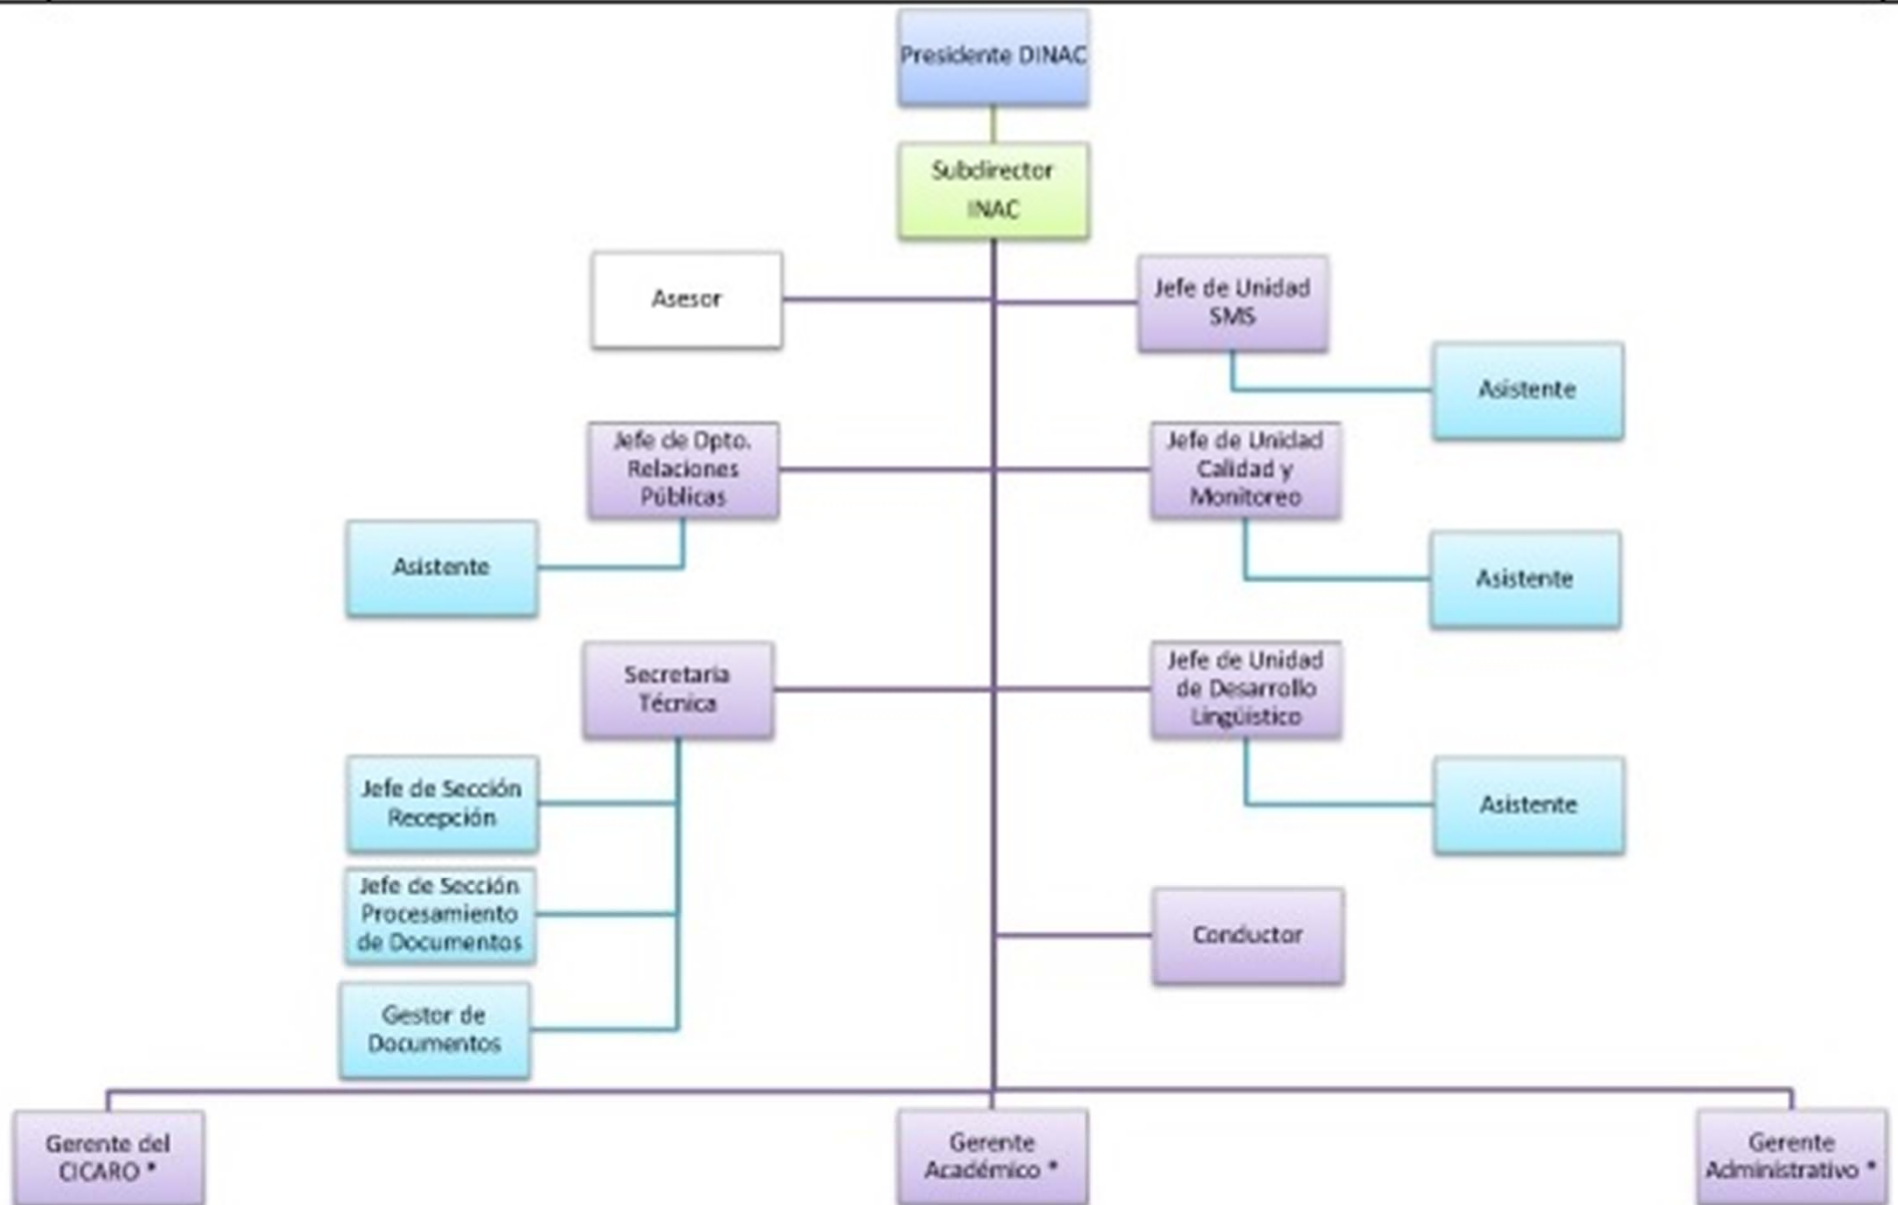 Presidente DINAC
Subdirector
INAC
Asesor
Jefe de Unidad
SMS
Asistente
Jefe de Dpto.
Relaciones
Públicas
Jefe de Unidad
Calidad y
Monitoreo
Asistente
Asistente
Secretaria
Técnica
Jefe de Unidad
de Desarrollo
Lingüístico
Jefe de Sección
Recepción
Asistente
Jefe de Sección
Procesamiento
de Documentos
Conductor
Gestor de
Documentos
Gerente del
CICARO *
Gerente
Académico *
Gerente
Administrativo *